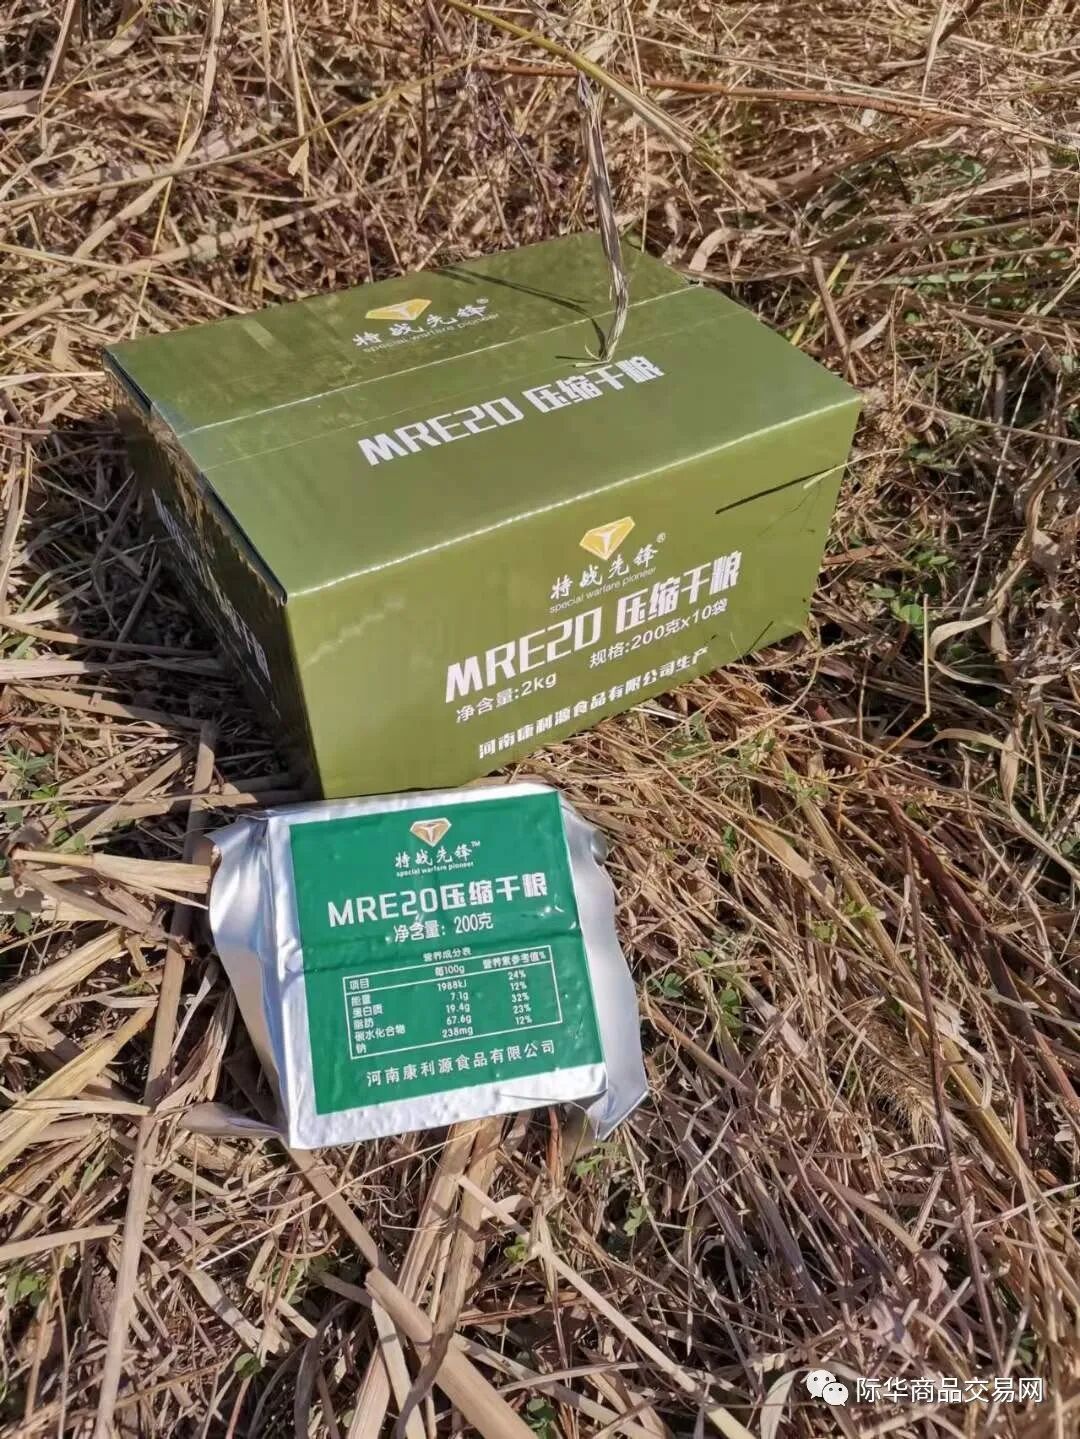 特战先锋®
special warfare pioneer
MRE20 压缩干粮
特战先锋®
special warfare pioneer
MRE20 压缩干粮
净含量:2kg 规格:200克x10袋
河南康利源食品有限公司生产
特战先锋™
special warfare pioneer
MRE20压缩干粮
净含量: 200克
营养成分表
项目 每100g 营养素参考值%
能量 1988kJ 24%
蛋白质 7.1g 12%
脂肪 19.4g 32%
碳水化合物 67.6g 23%
钠 238mg 12%
河南康利源食品有限公司
际华商品交易网